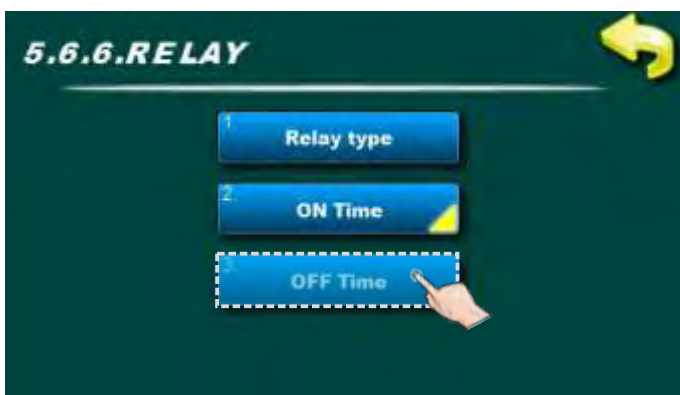 5.6.6.RELAY
1
Relay type
2.
ON Time
3.
OFF Time